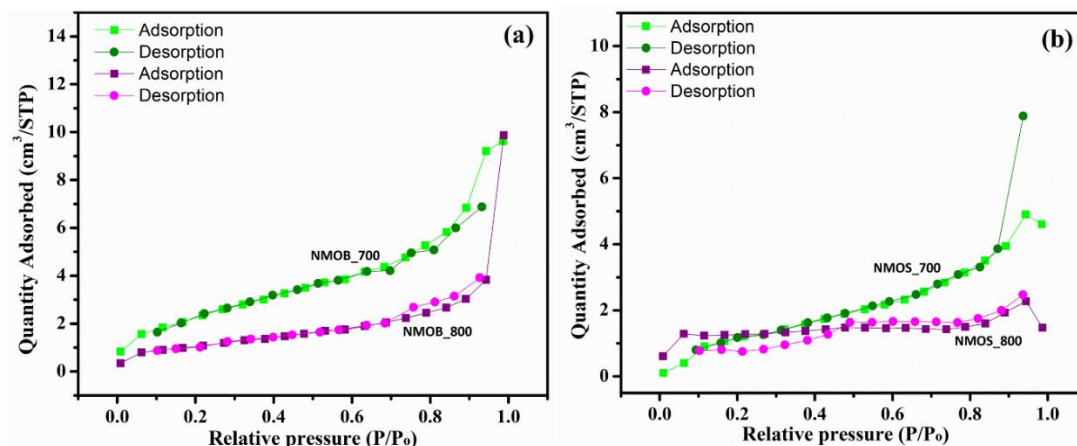 (a)
Adsorption
Desorption
Adsorption
Desorption
Quantity Adsorbed (cm³/STP)
14
12
10
8
6
4
2
0
NMOB_700
NMOB_800
0.0 0.2 0.4 0.6 0.8 1.0
Relative pressure (P/Po)
(b)
Adsorption
Desorption
Adsorption
Desorption
Quantity Adsorbed (cm³/STP)
10
8
6
4
2
0
NMOS_700
NMOS_800
0.0 0.2 0.4 0.6 0.8 1.0
Relative pressure (P/Po)